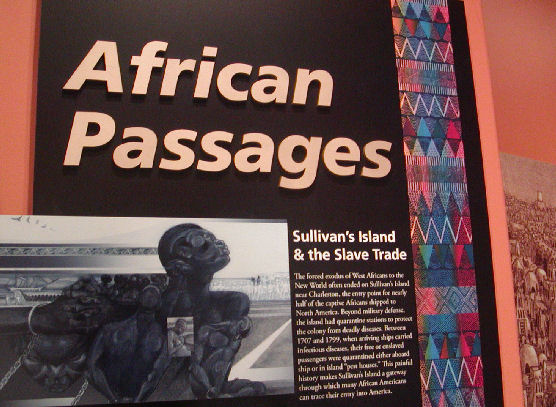 African
Passages
Sullivan's Island
& the Slave Trade
The forced exodus of West Africans to the
New World often ended on Sullivan's Island
near Charleston, the entry point for nearly
half of the captive Africans shipped to
North America. Beyond military defense,
the island had quarantine stations to protect
the colony from deadly diseases. Between
1707 and 1799, when arriving ships carried
infectious diseases, their free or enslaved
passengers were quarantined either aboard
ship or in island "pest houses." This painful
history makes Sullivan's Island a gateway
through which many African Americans
can trace their entry into America.